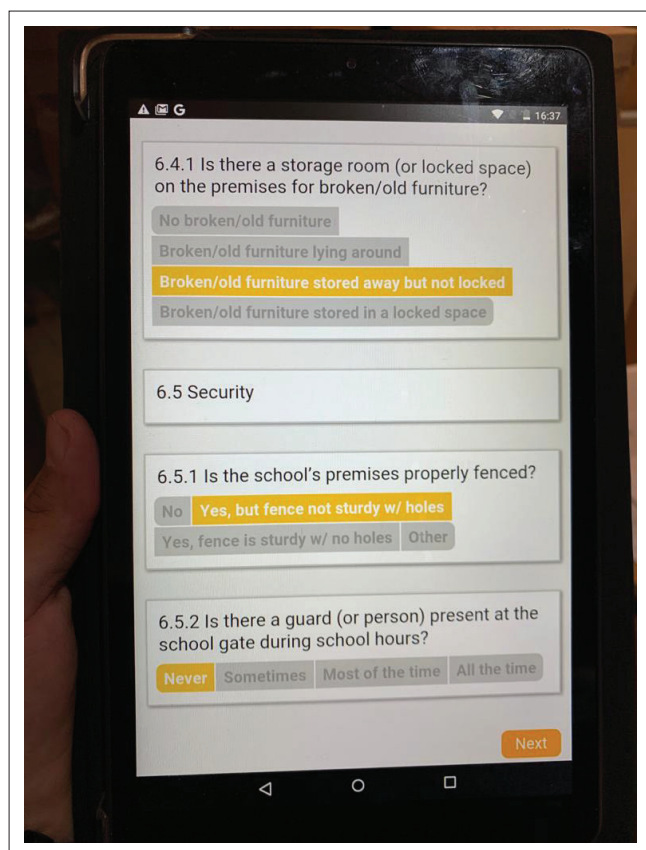 G 16:37
6.4.1 Is there a storage room (or locked space)
on the premises for broken/old furniture?
No broken/old furniture
Broken/old furniture lying around
Broken/old furniture stored away but not locked
Broken/old furniture stored in a locked space
6.5 Security
6.5.1 Is the school’s premises properly fenced?
No Yes, but fence not sturdy w/ holes
Yes, fence is sturdy w/ no holes Other
6.5.2 Is there a guard (or person) present at the
school gate during school hours?
Never Sometimes Most of the time All the time
Next